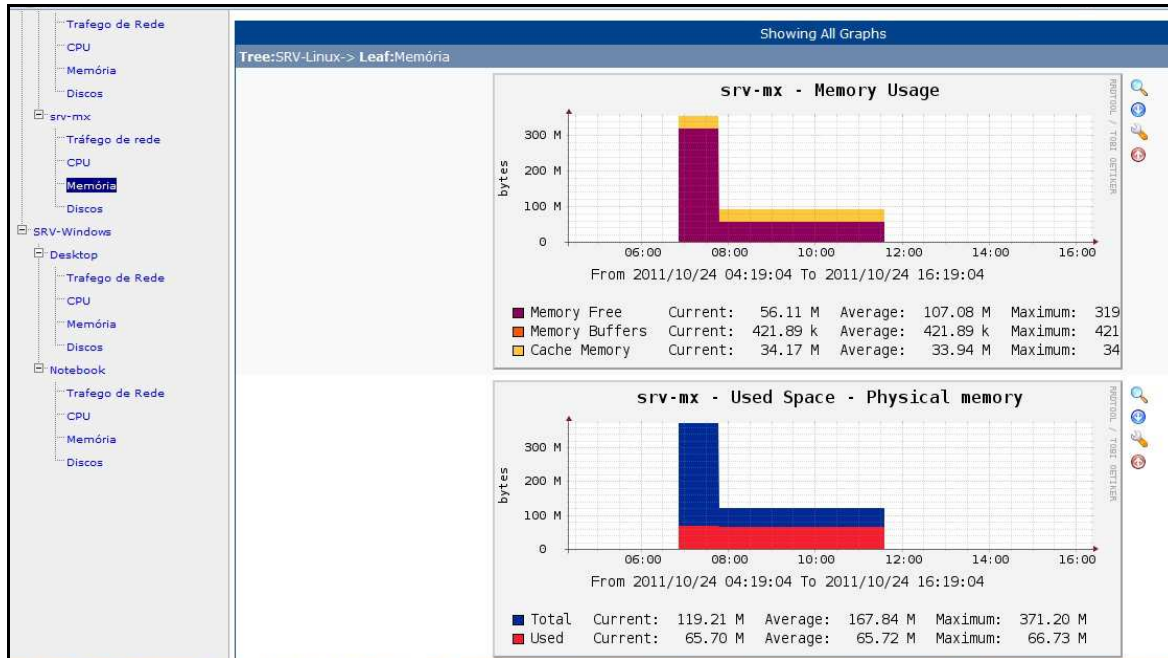 Trafego de Rede
CPU
Memória
Discos
srv-mx
Tráfego de rede
CPU
Memória
Discos
SRV-Windows
Desktop
Trafego de Rede
CPU
Memória
Discos
Notebook
Trafego de Rede
CPU
Memória
Discos
Showing All Graphs
Tree:SRV-Linux-> Leaf:Memória
srv-mx - Memory Usage
RRDTOOL / TOBI OETIKER
bytes
300 M
200 M
100 M
0
06:00 08:00 10:00 12:00 14:00 16:00
From 2011/10/24 04:19:04 To 2011/10/24 16:19:04
Memory Free Current: 56.11 M Average: 107.08 M Maximum: 319
Memory Buffers Current: 421.89 k Average: 421.89 k Maximum: 421
Cache Memory Current: 34.17 M Average: 33.94 M Maximum: 34
srv-mx - Used Space - Physical memory
RRDTOOL / TOBI OETIKER
bytes
300 M
200 M
100 M
0
06:00 08:00 10:00 12:00 14:00 16:00
From 2011/10/24 04:19:04 To 2011/10/24 16:19:04
Total Current: 119.21 M Average: 167.84 M Maximum: 371.20 M
Used Current: 65.70 M Average: 65.72 M Maximum: 66.73 M